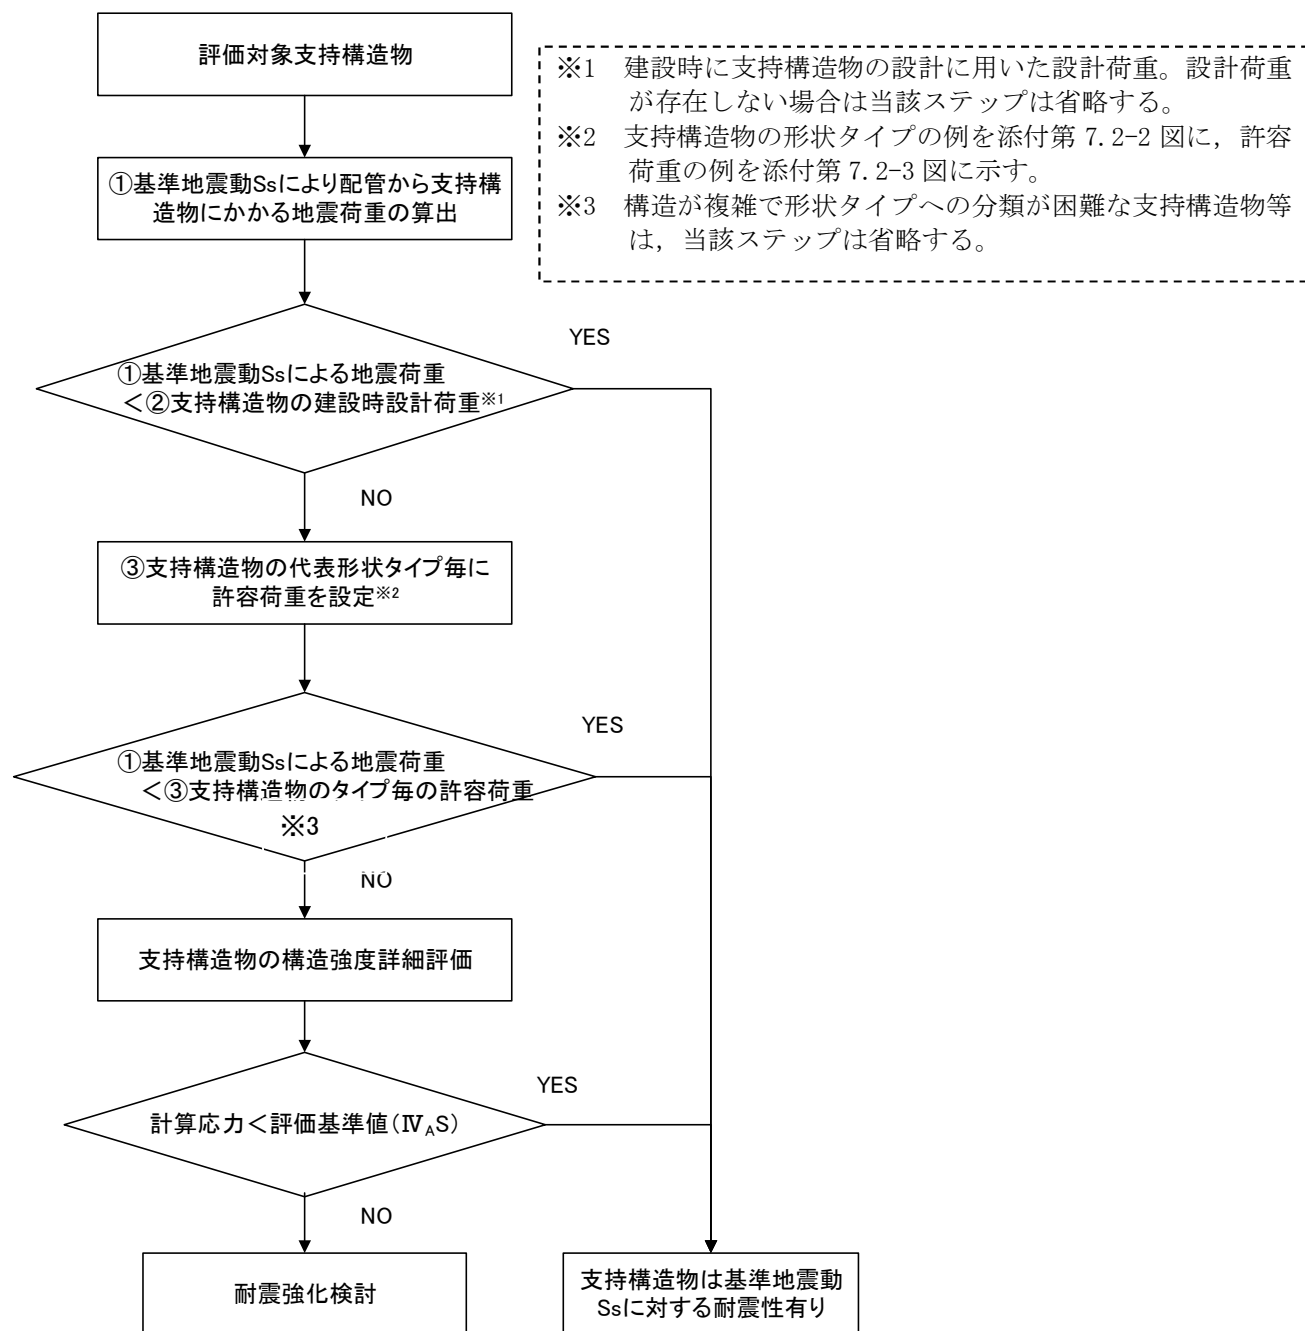 評価対象支持構造物
※1 建設時に支持構造物の設計に用いた設計荷重。設計荷重
が存在しない場合は当該ステップは省略する。
※2 支持構造物の形状タイプの例を添付第 7.2-2 図に，許容
荷重の例を添付第 7.2-3 図に示す。
※3 構造が複雑で形状タイプへの分類が困難な支持構造物等
は，当該ステップは省略する。
①基準地震動Ssにより配管から支持構
造物にかかる地震荷重の算出
YES
①基準地震動Ssによる地震荷重
＜②支持構造物の建設時設計荷重※1
NO
③支持構造物の代表形状タイプ毎に
許容荷重を設定※2
YES
①基準地震動Ssによる地震荷重
＜③支持構造物のタイプ毎の許容荷重
※3
NO
支持構造物の構造強度詳細評価
YES
計算応力＜評価基準値（ⅣAS）
NO
耐震強化検討
支持構造物は基準地震動
Ssに対する耐震性有り